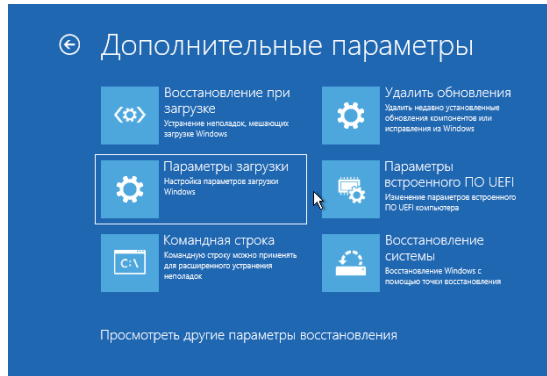 Дополнительные параметры
Восстановление при
загрузке
Устранение неполадок, мешающих
загрузке Windows
Удалить обновления
Удалить недавно установленные
обновления компонентов или
исправления из Windows
Параметры загрузки
Настройка параметров загрузки
Windows
Параметры
встроенного ПО UEFI
Изменение параметров встроенного
ПО UEFI компьютера
Командная строка
Командную строку можно применять
для расширенного устранения
неполадок
C:\
Восстановление
системы
Восстановление Windows с
помощью точки восстановления
Просмотреть другие параметры восстановления